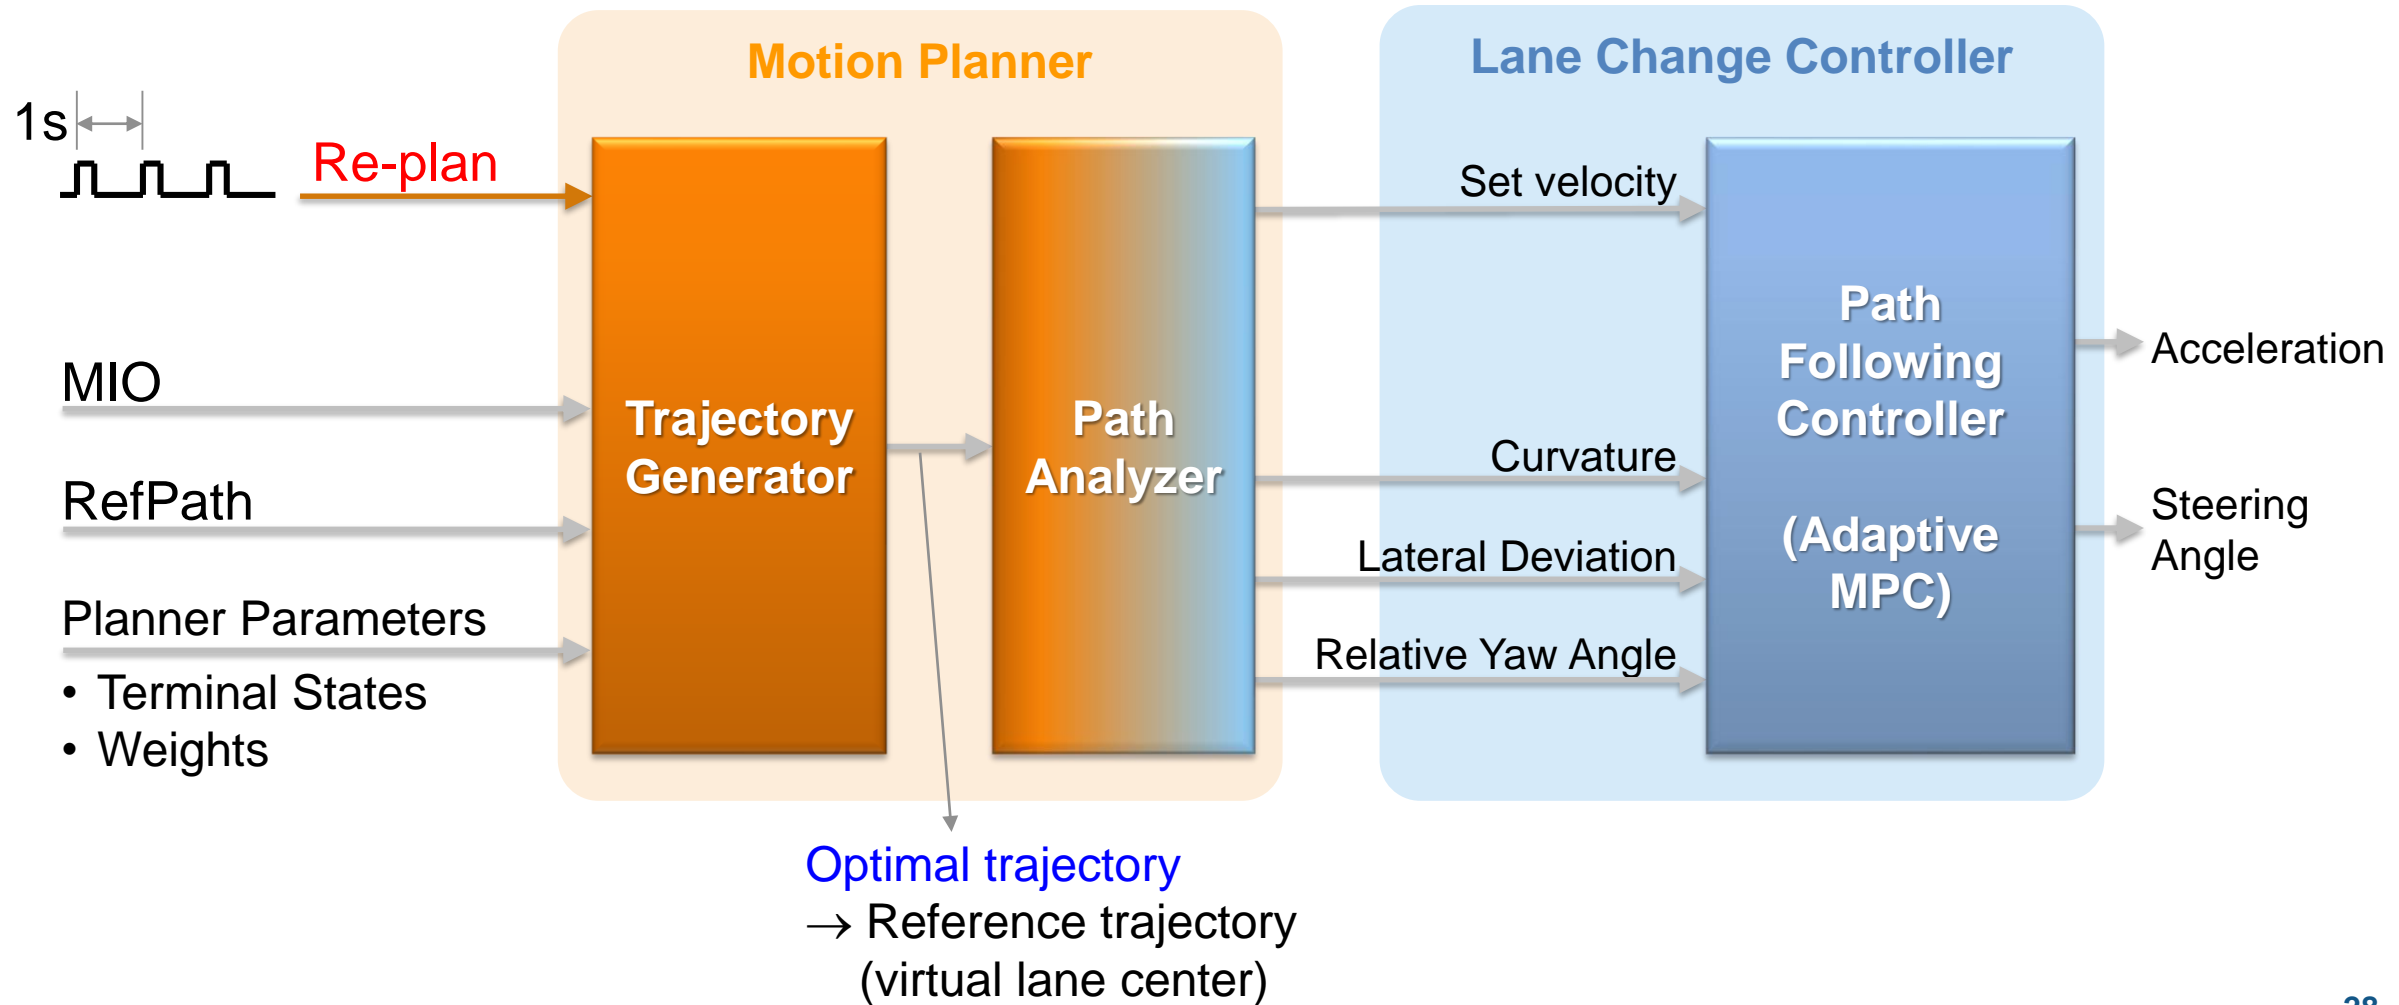 Motion Planner
Lane Change Controller
1s
Re-plan
MIO
RefPath
Planner Parameters
• Terminal States
• Weights
Trajectory
Generator
Path
Analyzer
Set velocity
Curvature
Lateral Deviation
Relative Yaw Angle
Path
Following
Controller
(Adaptive
MPC)
Acceleration
Steering
Angle
Optimal trajectory
→ Reference trajectory
(virtual lane center)